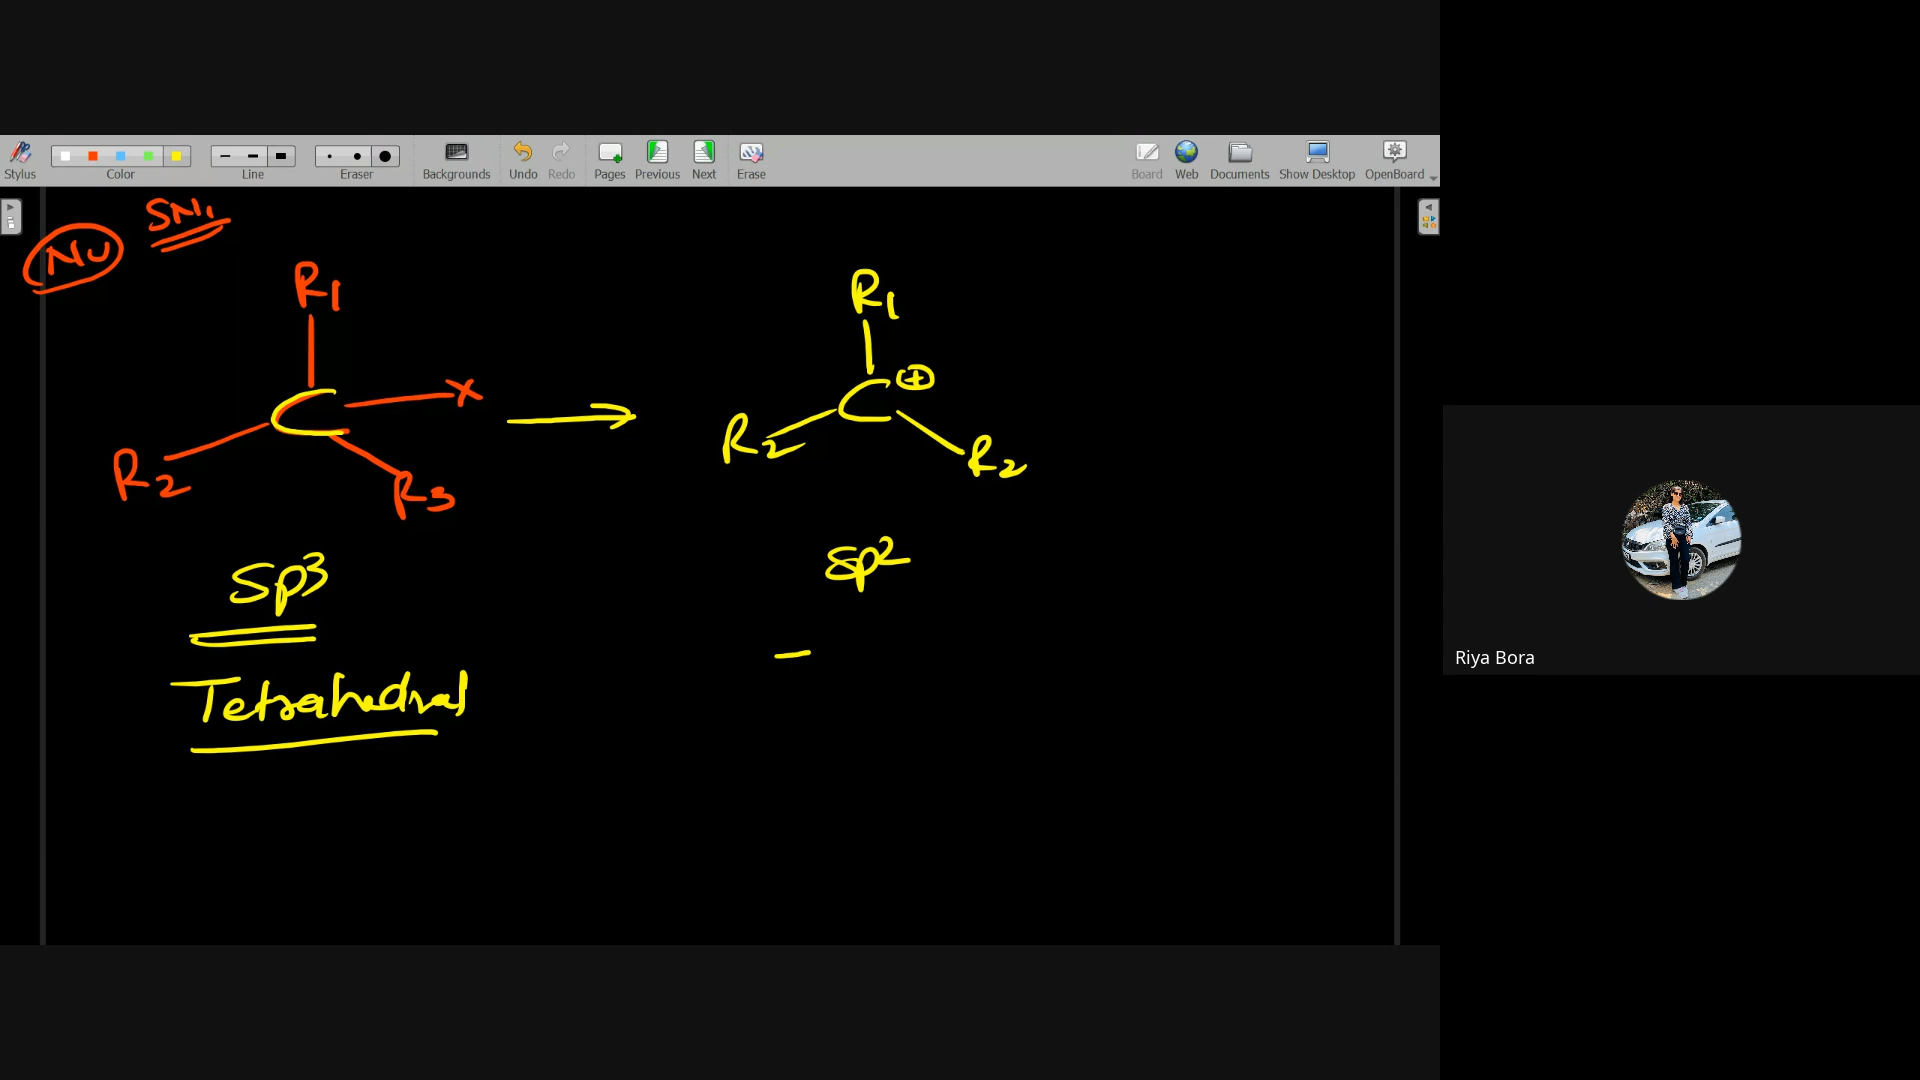 Stylus Color Line Eraser Backgrounds Undo Redo Pages Previous Next Erase Board Web Documents Show Desktop OpenBoard
SN1
NU
R1
C X
R2 R3
R1
C +
R2 R2
Sp3
Sp2
Tetrahedral
Riya Bora